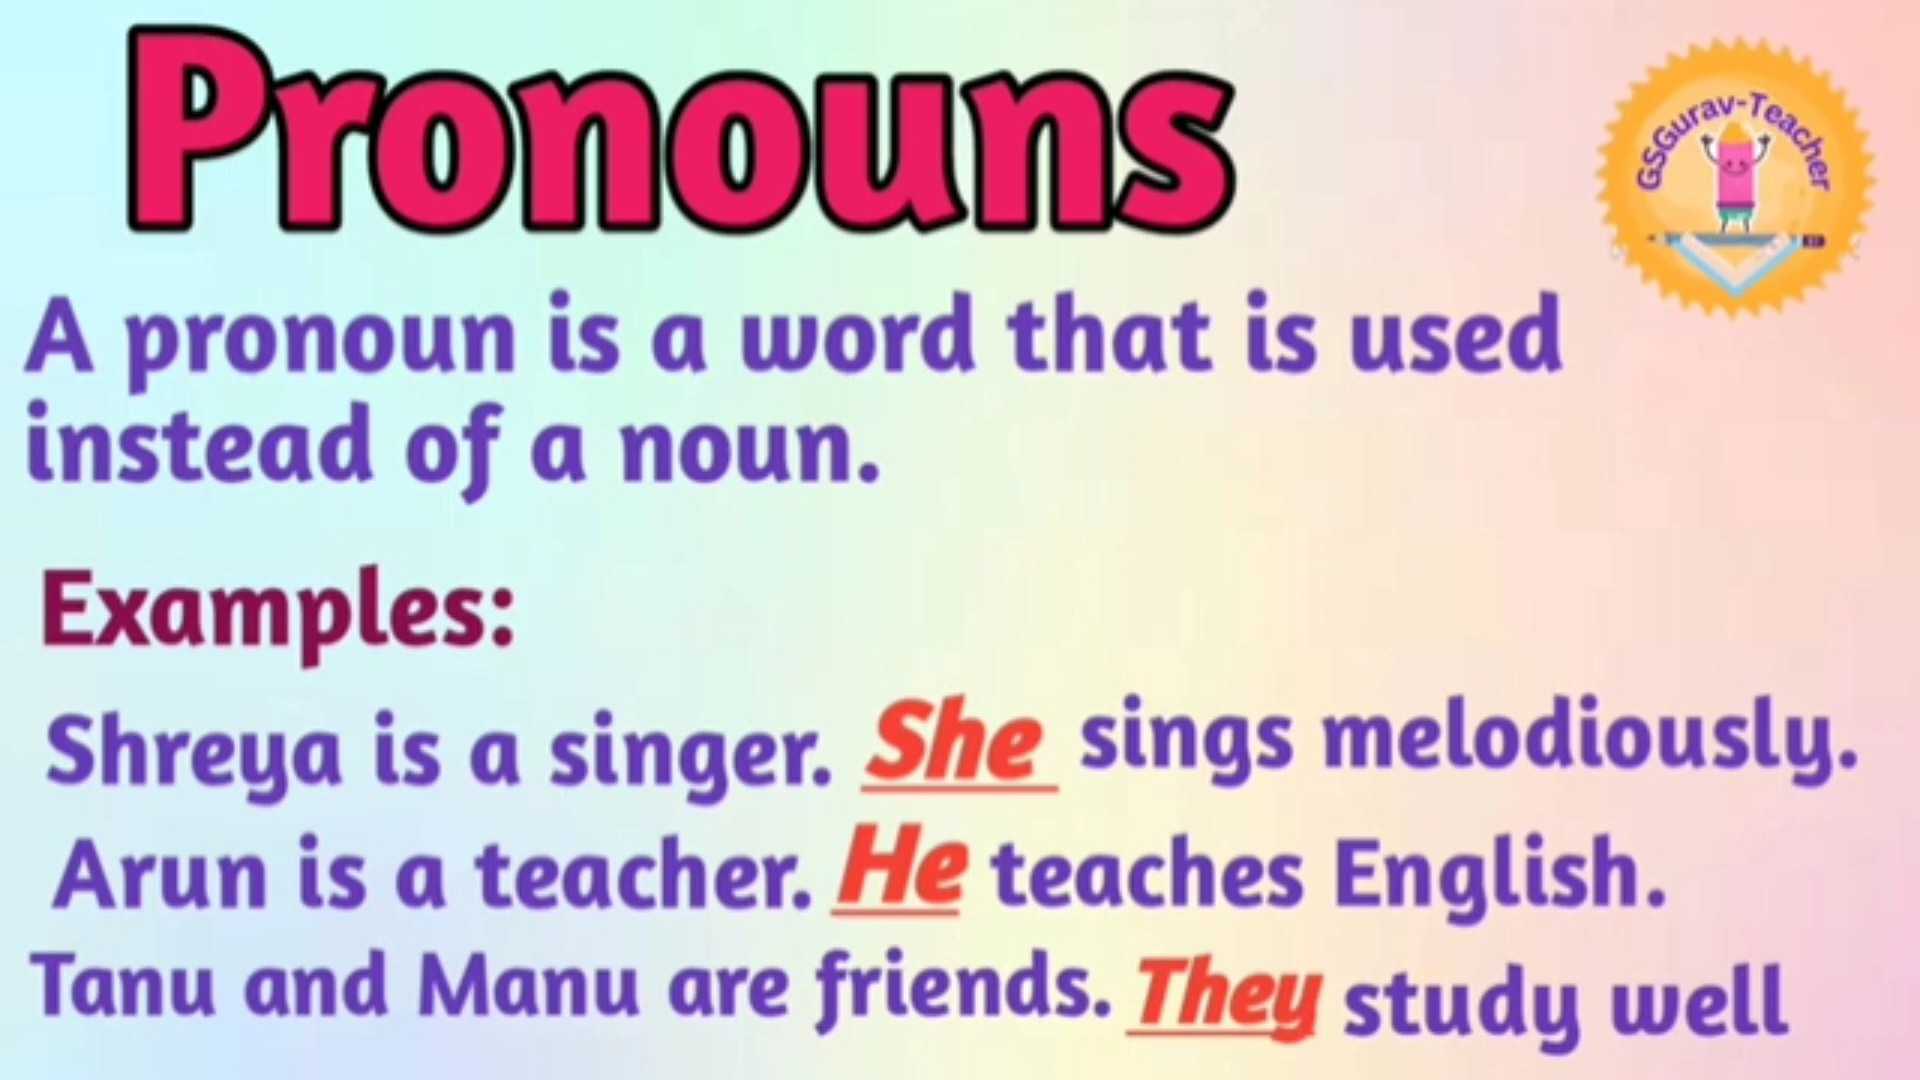 Pronouns
GSGurav-Teacher
A pronoun is a word that is used
instead of a noun.
Examples:
Shreya is a singer. She sings melodiously.
Arun is a teacher. He teaches English.
Tanu and Manu are friends. They study well